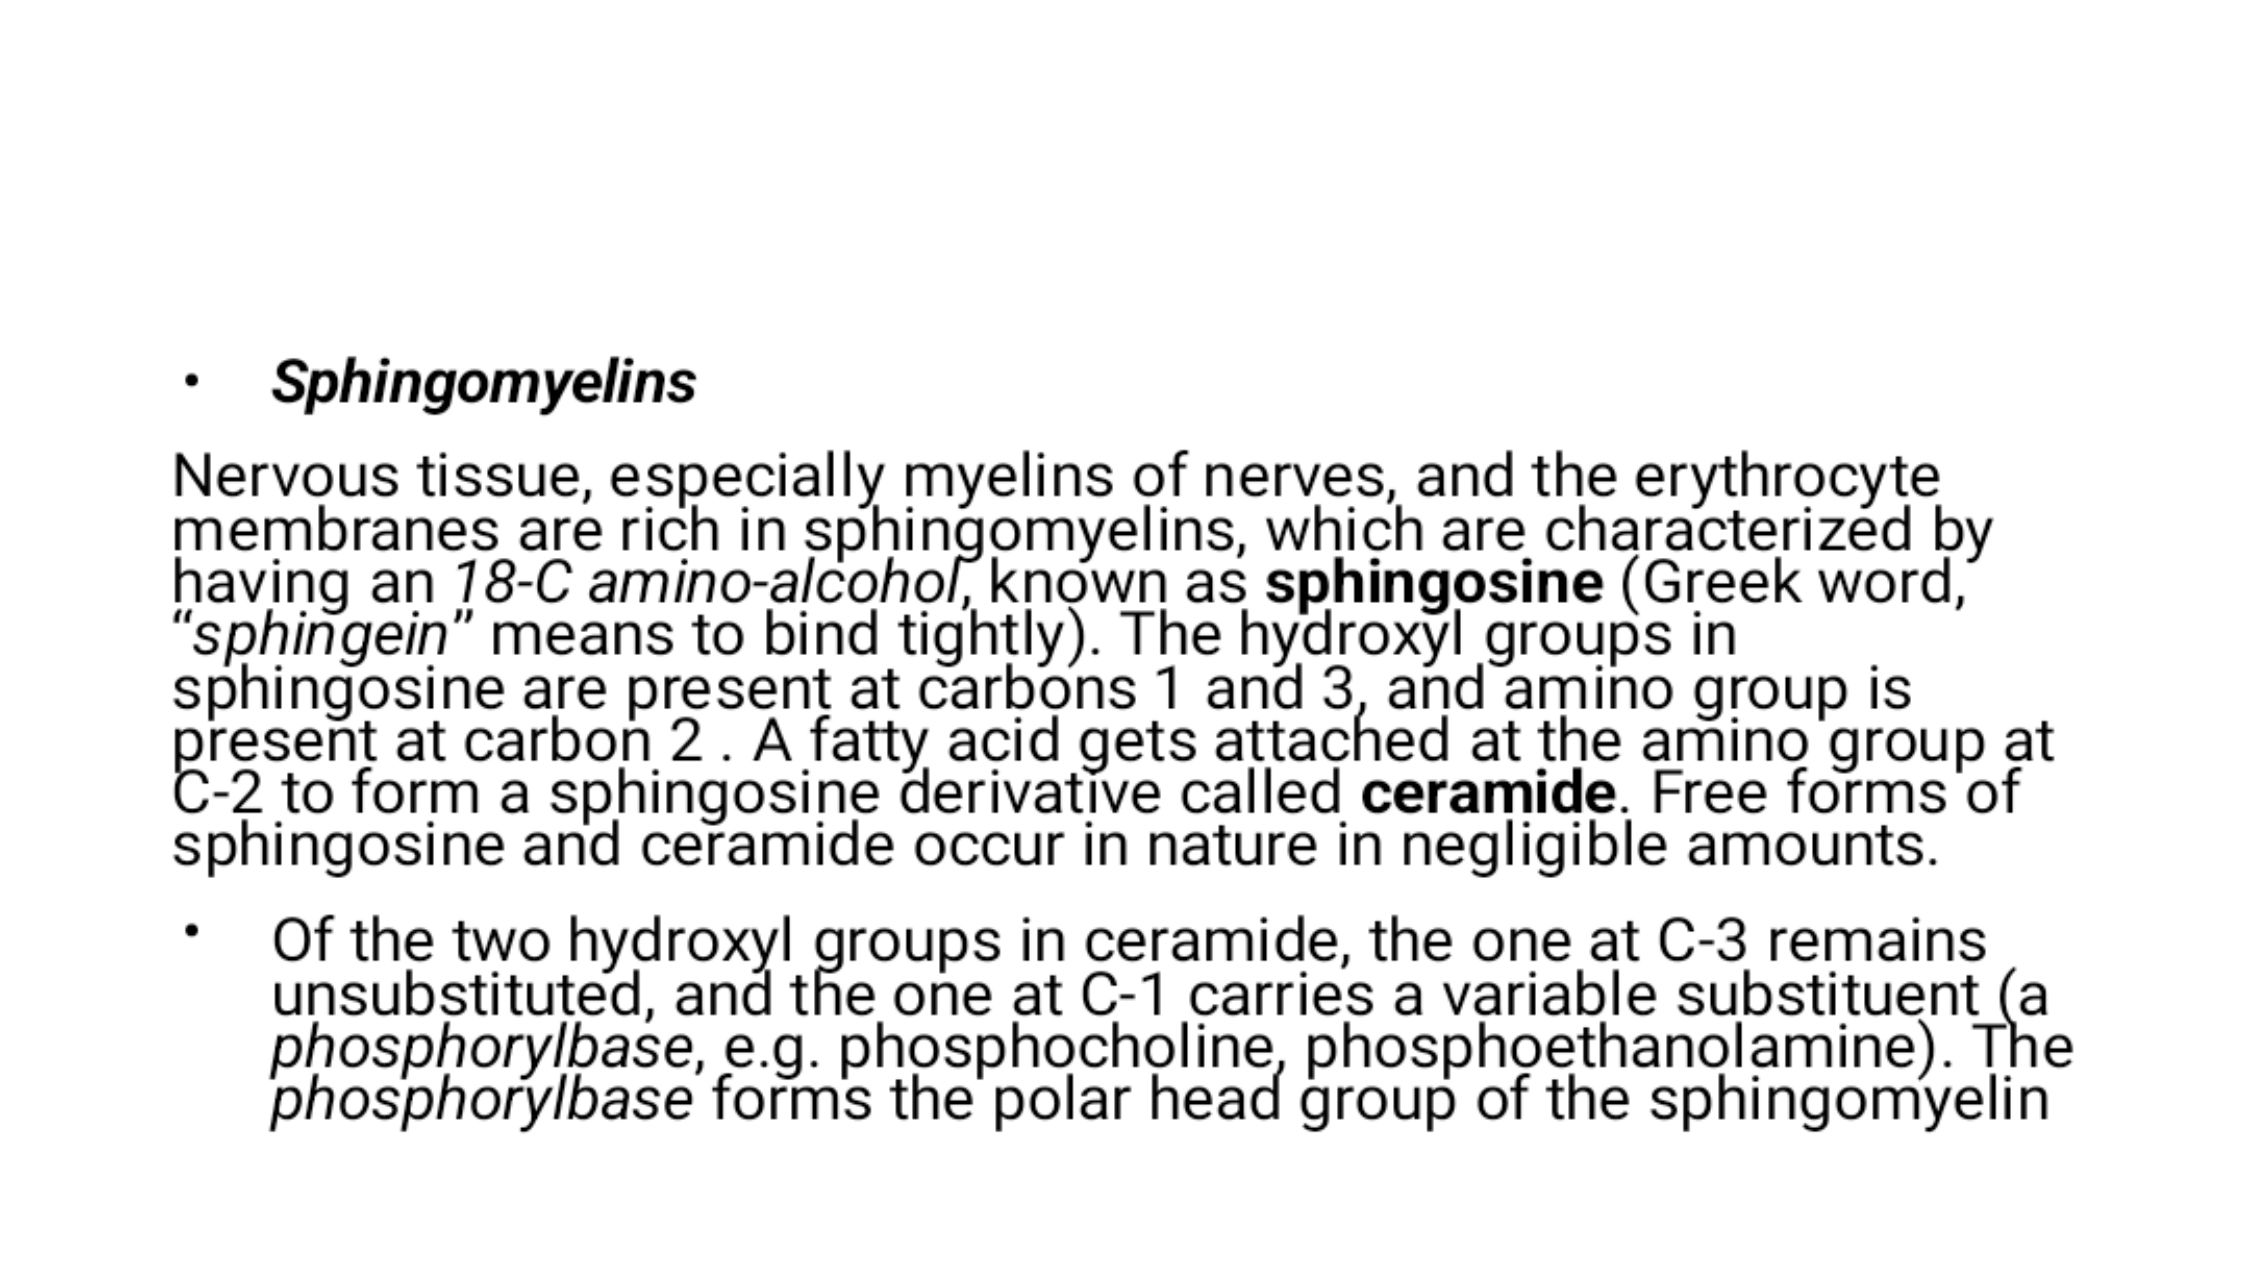 • Sphingomyelins
Nervous tissue, especially myelins of nerves, and the erythrocyte
membranes are rich in sphingomyelins, which are characterized by
having an 18-C amino-alcohol, known as sphingosine (Greek word,
“sphingein” means to bind tightly). The hydroxyl groups in
sphingosine are present at carbons 1 and 3, and amino group is
present at carbon 2 . A fatty acid gets attached at the amino group at
C-2 to form a sphingosine derivative called ceramide. Free forms of
sphingosine and ceramide occur in nature in negligible amounts.
• Of the two hydroxyl groups in ceramide, the one at C-3 remains
unsubstituted, and the one at C-1 carries a variable substituent (a
phosphorylbase, e.g. phosphocholine, phosphoethanolamine). The
phosphorylbase forms the polar head group of the sphingomyelin